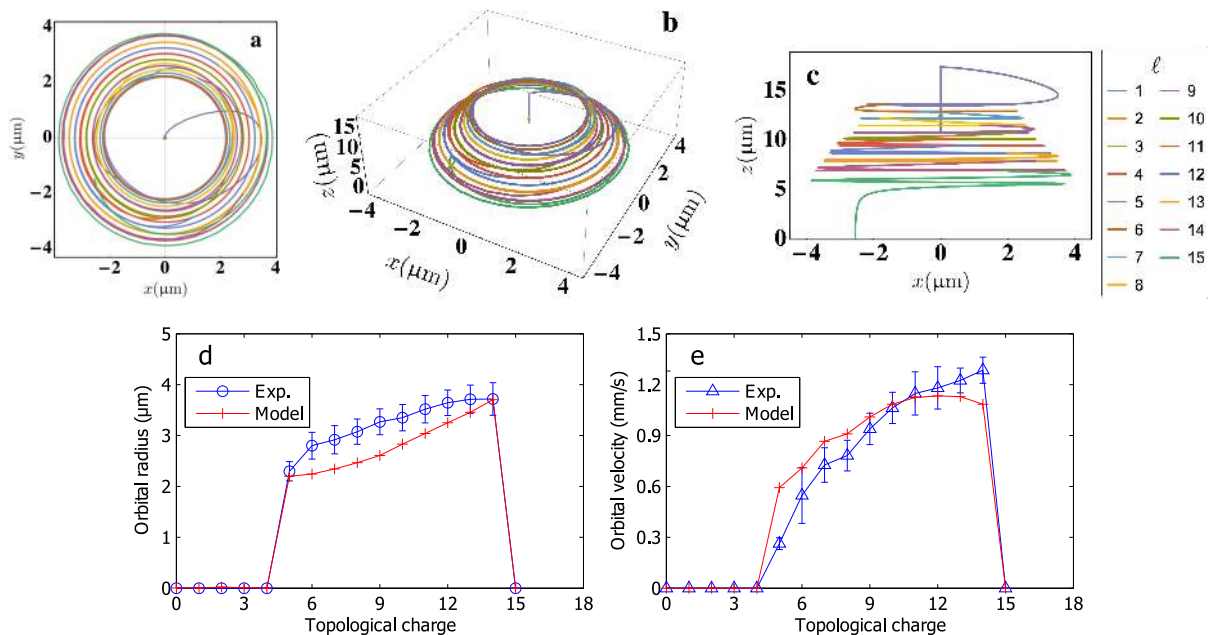 a
4
2
0
−2
−4
y(μm)
−2
0
2
4
x(μm)
b
15
10
5
0
z(μm)
−4
−2
0
2
4
x(μm)
4
2
0
−2
−4
y(μm)
c
15
10
5
0
z(μm)
−4
−2
0
2
4
x(μm)
ℓ
1 9
2 10
3 11
4 12
5 13
6 14
7 15
8
d
5
4
3
2
1
0
Orbital radius (μm)
Exp.
Model
0 3 6 9 12 15 18
Topological charge
e
1.5
1.2
0.9
0.6
0.3
0
Orbital velocity (mm/s)
Exp.
Model
0 3 6 9 12 15 18
Topological charge